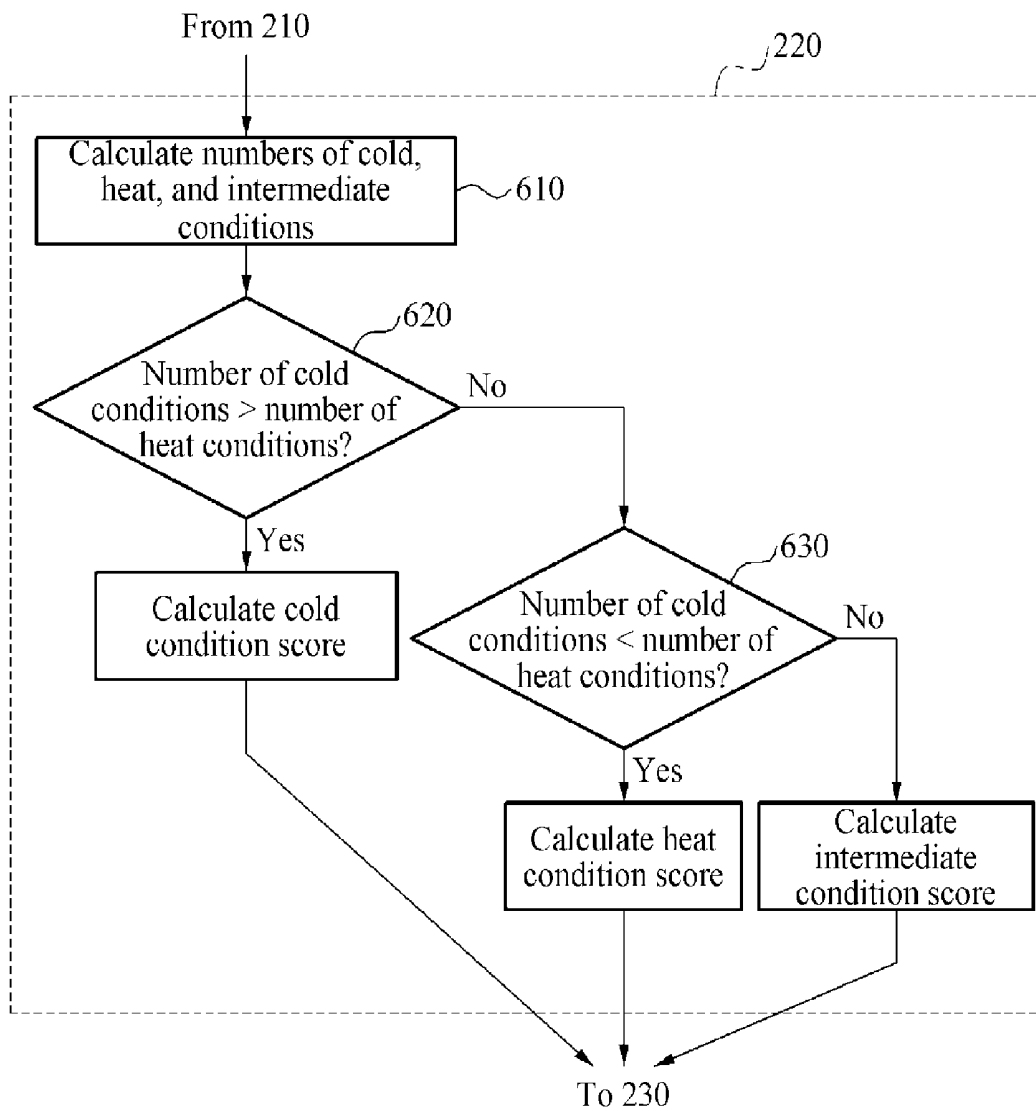 From 210
220
Calculate numbers of cold,
heat, and intermediate
conditions
610
620
Number of cold
conditions > number of
heat conditions?
No
Yes
630
Calculate cold
condition score
Number of cold
conditions < number of
heat conditions?
No
Yes
Calculate heat
condition score
Calculate
intermediate
condition score
To 230